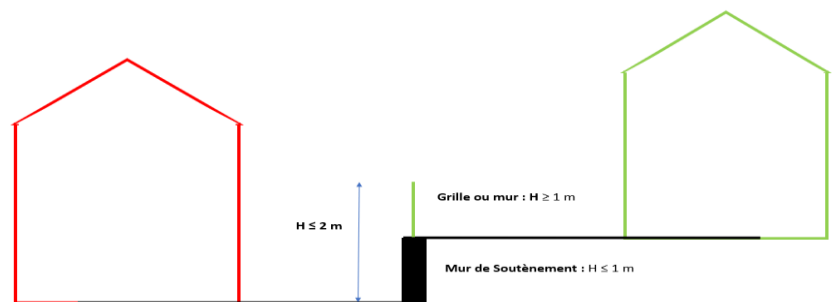 Grille ou mur : H ≥ 1 m
H ≤ 2 m
Mur de Soutènement : H ≤ 1 m